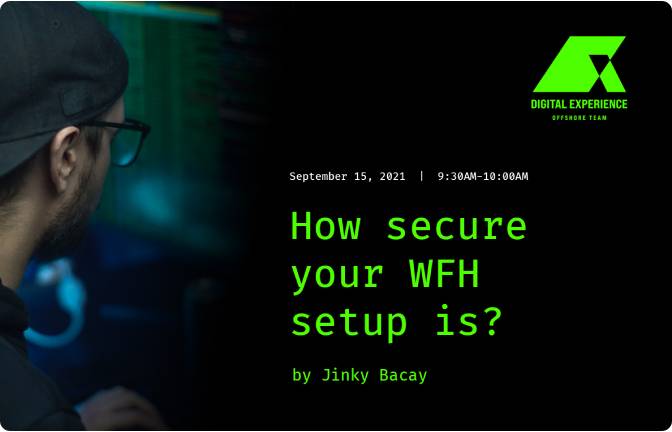 DIGITAL EXPERIENCE
OFFSHORE TEAM
September 15, 2021 | 9:30AM-10:00AM
How secure
your WFH
setup is?
by Jinky Bacay